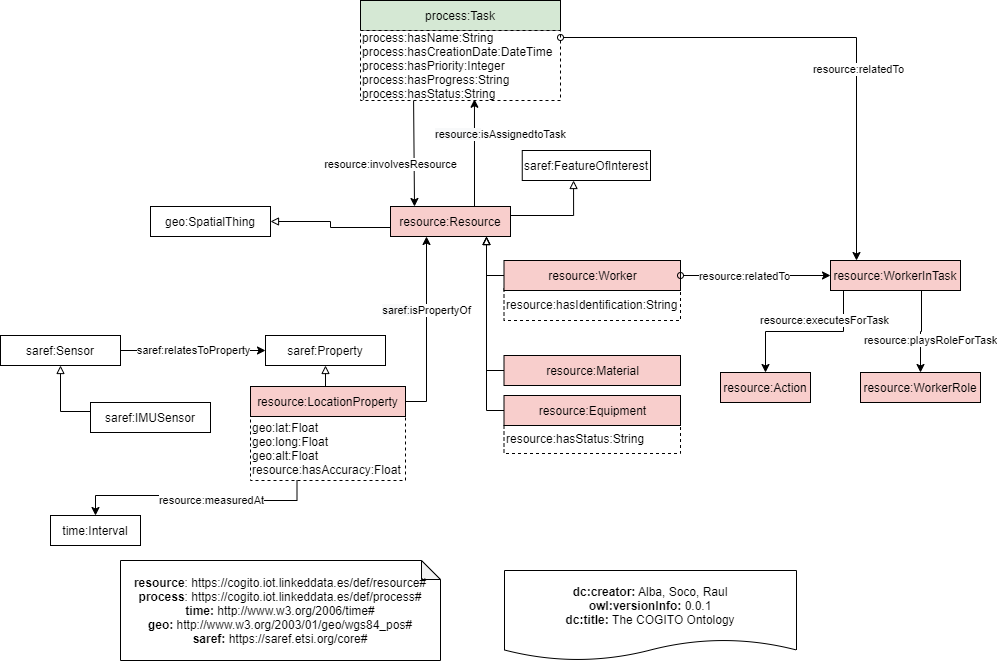 process:Task
process:hasName:String
process:hasCreationDate:DateTime
process:hasPriority:Integer
process:hasProgress:String
process:hasStatus:String
resource:relatedTo
resource:isAssignedtoTask
resource:involvesResource
saref:FeatureOfInterest
geo:SpatialThing
resource:Resource
resource:Worker
resource:relatedTo
resource:WorkerInTask
resource:hasIdentification:String
saref:isPropertyOf
resource:executesForTask
resource:playsRoleForTask
saref:Sensor
saref:relatesToProperty
saref:Property
resource:Material
resource:Action
resource:WorkerRole
resource:LocationProperty
resource:Equipment
saref:IMUSensor
geo:lat:Float
geo:long:Float
geo:alt:Float
resource:hasAccuracy:Float
resource:hasStatus:String
resource:measuredAt
time:Interval
resource: https://cogito.iot.linkeddata.es/def/resource#
process: https://cogito.iot.linkeddata.es/def/process#
time: http://www.w3.org/2006/time#
geo: http://www.w3.org/2003/01/geo/wgs84_pos#
saref: https://saref.etsi.org/core#
dc:creator: Alba, Soco, Raul
owl:versionInfo: 0.0.1
dc:title: The COGITO Ontology